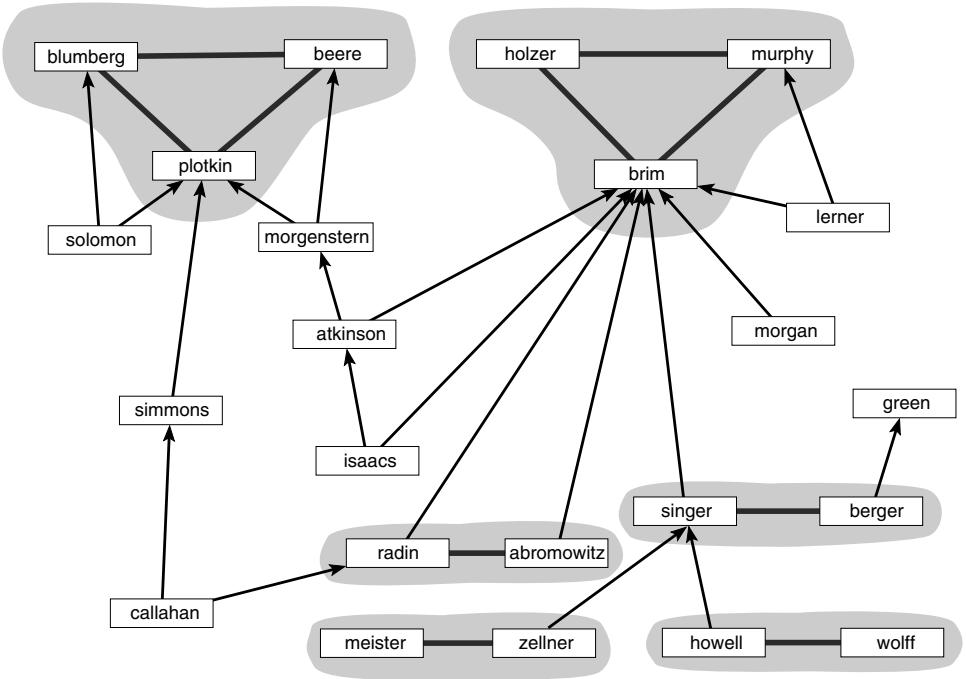 blumberg
beere
holzer
murphy
plotkin
brim
solomon
morgenstern
lerner
atkinson
morgan
simmons
green
isaacs
singer
berger
radin
abromowitz
callahan
meister
zellner
howell
wolff